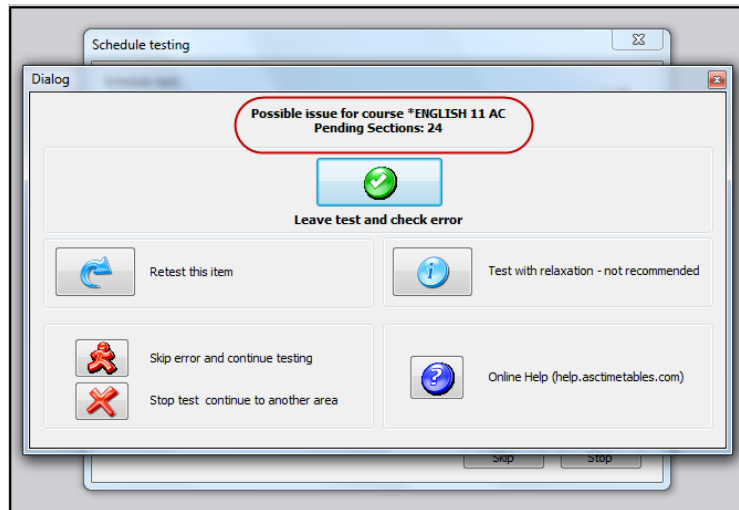 Schedule testing
Dialog
Possible issue for course *ENGLISH 11 AC
Pending Sections: 24
Leave test and check error
Retest this item
Test with relaxation - not recommended
Skip error and continue testing
Online Help (help.asctimetables.com)
Stop test continue to another area
Skip
Stop